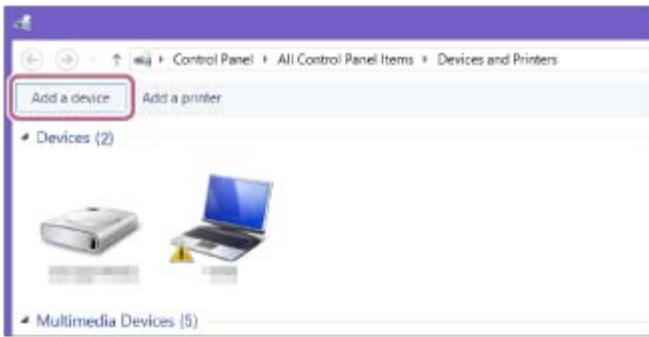 Control Panel ▸ All Control Panel Items ▸ Devices and Printers
Add a device Add a printer
Devices (2)
Multimedia Devices (5)